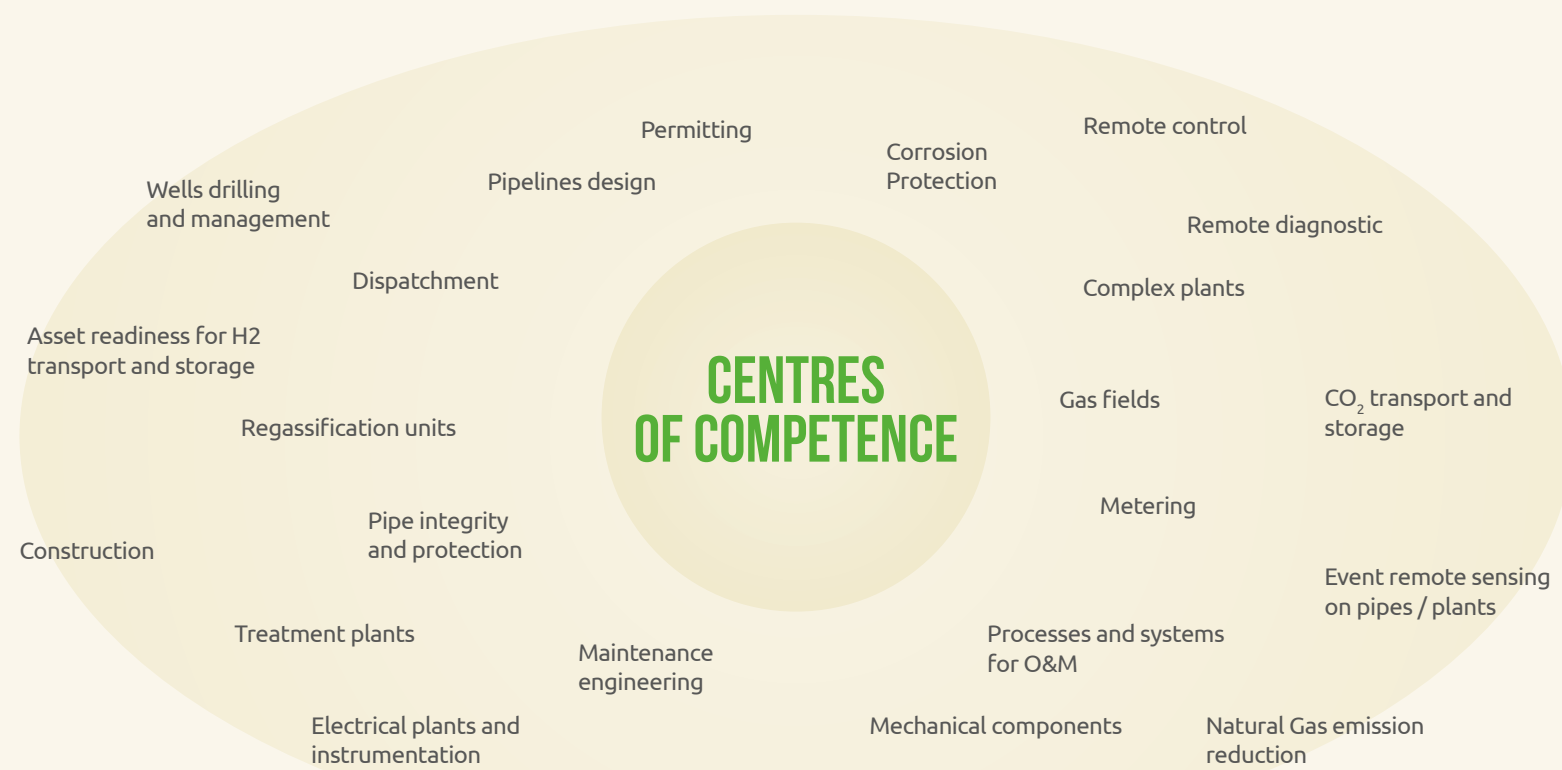 Permitting
Remote control
Corrosion
Protection
Pipelines design
Wells drilling
and management
Remote diagnostic
Dispatchment
Complex plants
Asset readiness for H2
transport and storage
CENTRES
OF COMPETENCE
Gas fields
CO₂ transport and
storage
Regassification units
Metering
Pipe integrity
and protection
Construction
Event remote sensing
on pipes / plants
Treatment plants
Maintenance
engineering
Processes and systems
for O&M
Electrical plants and
instrumentation
Mechanical components
Natural Gas emission
reduction